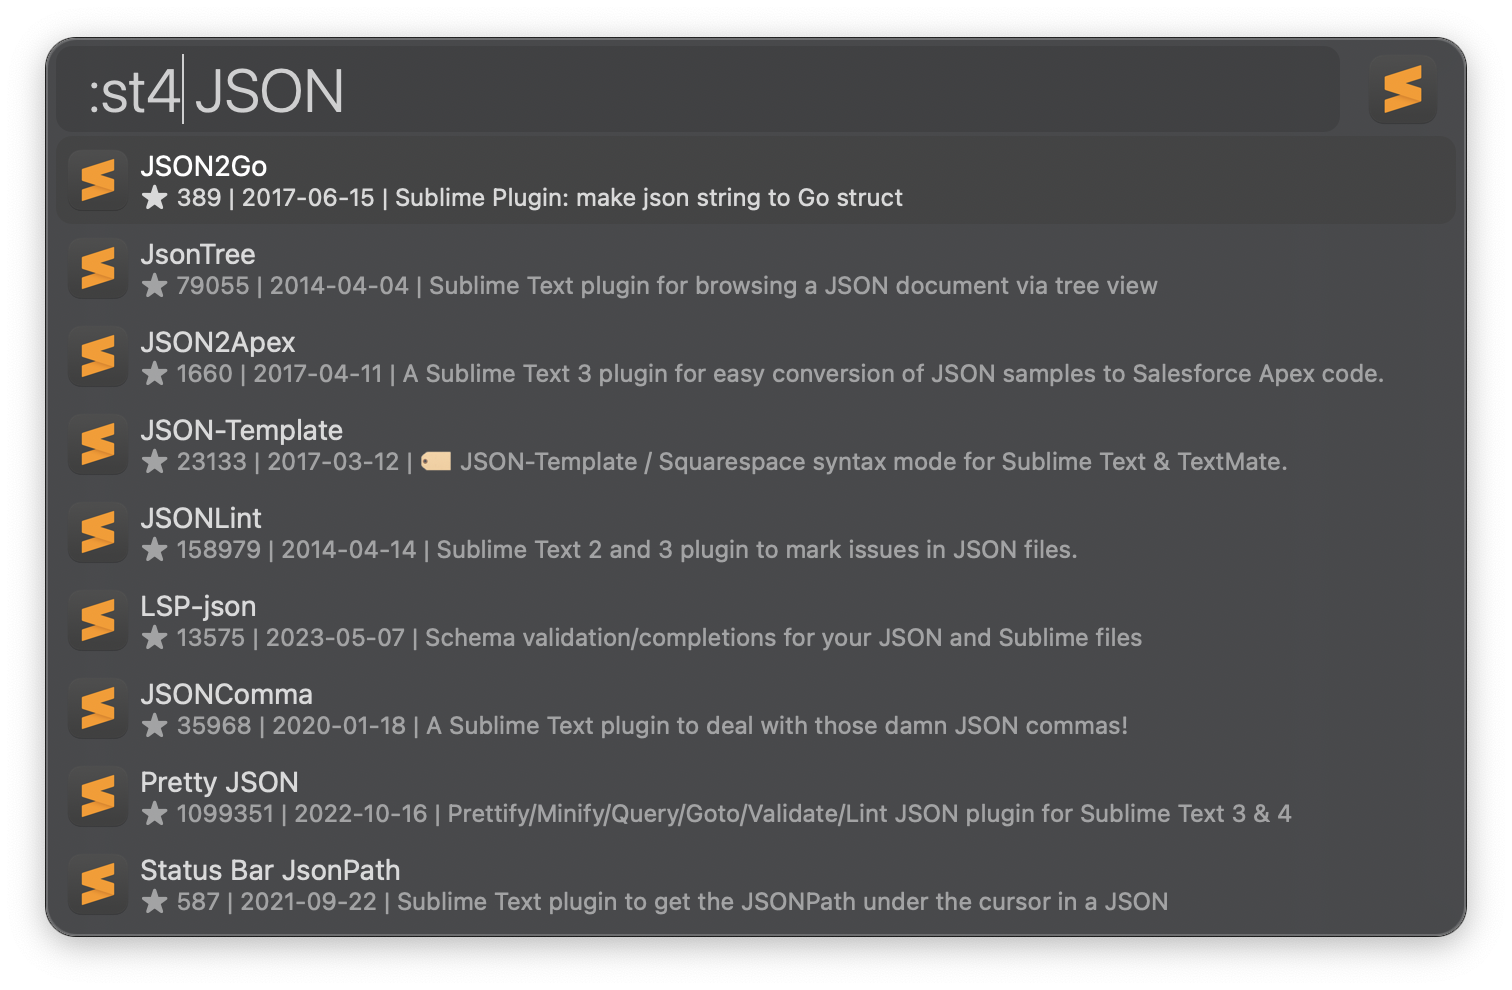 :st4 JSON
JSON2Go
★ 389 | 2017-06-15 | Sublime Plugin: make json string to Go struct
JsonTree
★ 79055 | 2014-04-04 | Sublime Text plugin for browsing a JSON document via tree view
JSON2Apex
★ 1660 | 2017-04-11 | A Sublime Text 3 plugin for easy conversion of JSON samples to Salesforce Apex code.
JSON-Template
★ 23133 | 2017-03-12 | 🏷️ JSON-Template / Squarespace syntax mode for Sublime Text & TextMate.
JSONLint
★ 158979 | 2014-04-14 | Sublime Text 2 and 3 plugin to mark issues in JSON files.
LSP-json
★ 13575 | 2023-05-07 | Schema validation/completions for your JSON and Sublime files
JSONComma
★ 35968 | 2020-01-18 | A Sublime Text plugin to deal with those damn JSON commas!
Pretty JSON
★ 1099351 | 2022-10-16 | Prettify/Minify/Query/Goto/Validate/Lint JSON plugin for Sublime Text 3 & 4
Status Bar JsonPath
★ 587 | 2021-09-22 | Sublime Text plugin to get the JSONPath under the cursor in a JSON